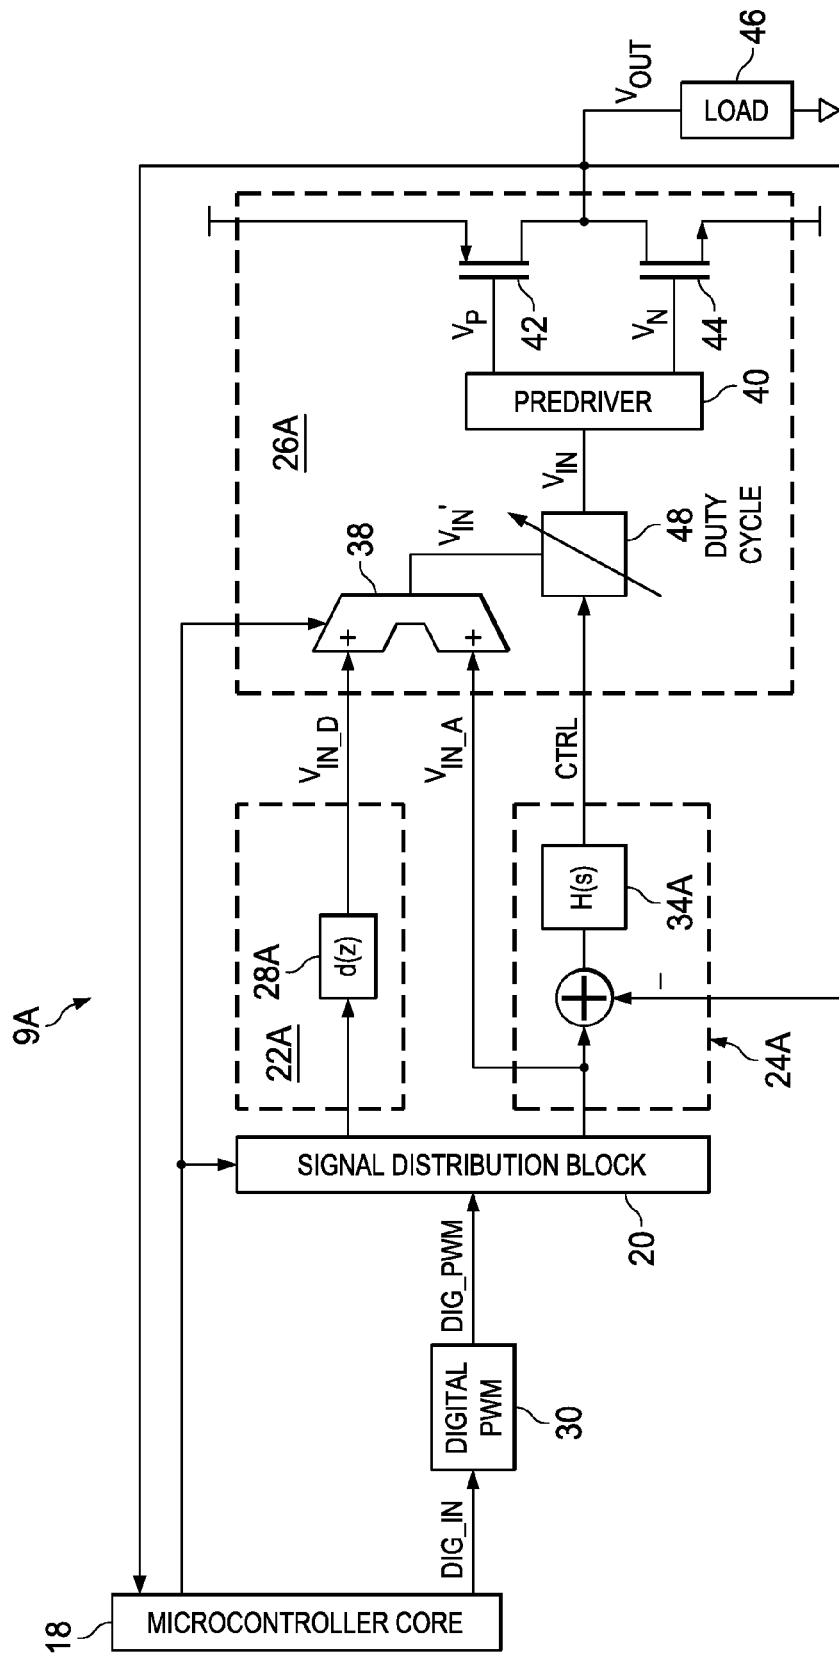 9A
18
MICROCONTROLLER CORE
DIG_IN
DIGITAL
PWM
30
DIG_PWM
SIGNAL DISTRIBUTION BLOCK
20
22A
28A
d(z)
24A
H(s)
34A
−
V_IN_D
V_IN_A
CTRL
26A
38
+
+
V_IN'
48
DUTY
CYCLE
V_IN
PREDRIVER
40
V_P
42
V_N
44
V_OUT
LOAD
46